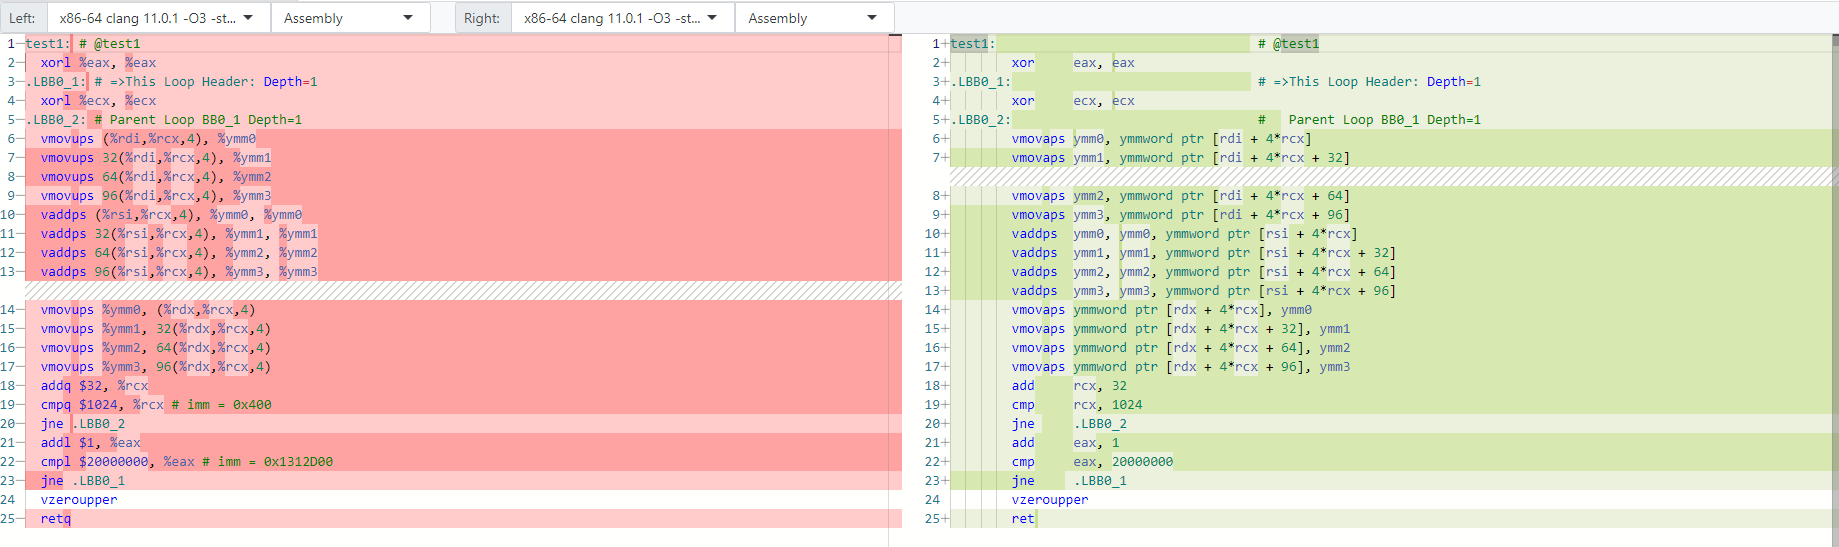 Left: x86-64 clang 11.0.1 -O3 -st... Assembly Right: x86-64 clang 11.0.1 -O3 -st... Assembly
1 test1: # @test1
2 xorl %eax, %eax
3 .LBB0_1: # =>This Loop Header: Depth=1
4 xorl %ecx, %ecx
5 .LBB0_2: # Parent Loop BB0_1 Depth=1
6 vmovups (%rdi,%rcx,4), %ymm0
7 vmovups 32(%rdi,%rcx,4), %ymm1
8 vmovups 64(%rdi,%rcx,4), %ymm2
9 vmovups 96(%rdi,%rcx,4), %ymm3
10 vaddps (%rsi,%rcx,4), %ymm0, %ymm0
11 vaddps 32(%rsi,%rcx,4), %ymm1, %ymm1
12 vaddps 64(%rsi,%rcx,4), %ymm2, %ymm2
13 vaddps 96(%rsi,%rcx,4), %ymm3, %ymm3
14 vmovups %ymm0, (%rdx,%rcx,4)
15 vmovups %ymm1, 32(%rdx,%rcx,4)
16 vmovups %ymm2, 64(%rdx,%rcx,4)
17 vmovups %ymm3, 96(%rdx,%rcx,4)
18 addq $32, %rcx
19 cmpq $1024, %rcx # imm = 0x400
20 jne .LBB0_2
21 addl $1, %eax
22 cmpl $20000000, %eax # imm = 0x1312D00
23 jne .LBB0_1
24 vzeroupper
25 retq
1+ test1: # @test1
2+ xor eax, eax
3+ .LBB0_1: # =>This Loop Header: Depth=1
4+ xor ecx, ecx
5+ .LBB0_2: # Parent Loop BB0_1 Depth=1
6+ vmovaps ymm0, ymmword ptr [rdi + 4*rcx]
7+ vmovaps ymm1, ymmword ptr [rdi + 4*rcx + 32]
8+ vmovaps ymm2, ymmword ptr [rdi + 4*rcx + 64]
9+ vmovaps ymm3, ymmword ptr [rdi + 4*rcx + 96]
10+ vaddps ymm0, ymm0, ymmword ptr [rsi + 4*rcx]
11+ vaddps ymm1, ymm1, ymmword ptr [rsi + 4*rcx + 32]
12+ vaddps ymm2, ymm2, ymmword ptr [rsi + 4*rcx + 64]
13+ vaddps ymm3, ymm3, ymmword ptr [rsi + 4*rcx + 96]
14+ vmovaps ymmword ptr [rdx + 4*rcx], ymm0
15+ vmovaps ymmword ptr [rdx + 4*rcx + 32], ymm1
16+ vmovaps ymmword ptr [rdx + 4*rcx + 64], ymm2
17+ vmovaps ymmword ptr [rdx + 4*rcx + 96], ymm3
18+ add rcx, 32
19+ cmp rcx, 1024
20+ jne .LBB0_2
21+ add eax, 1
22+ cmp eax, 20000000
23+ jne .LBB0_1
24 vzeroupper
25+ ret